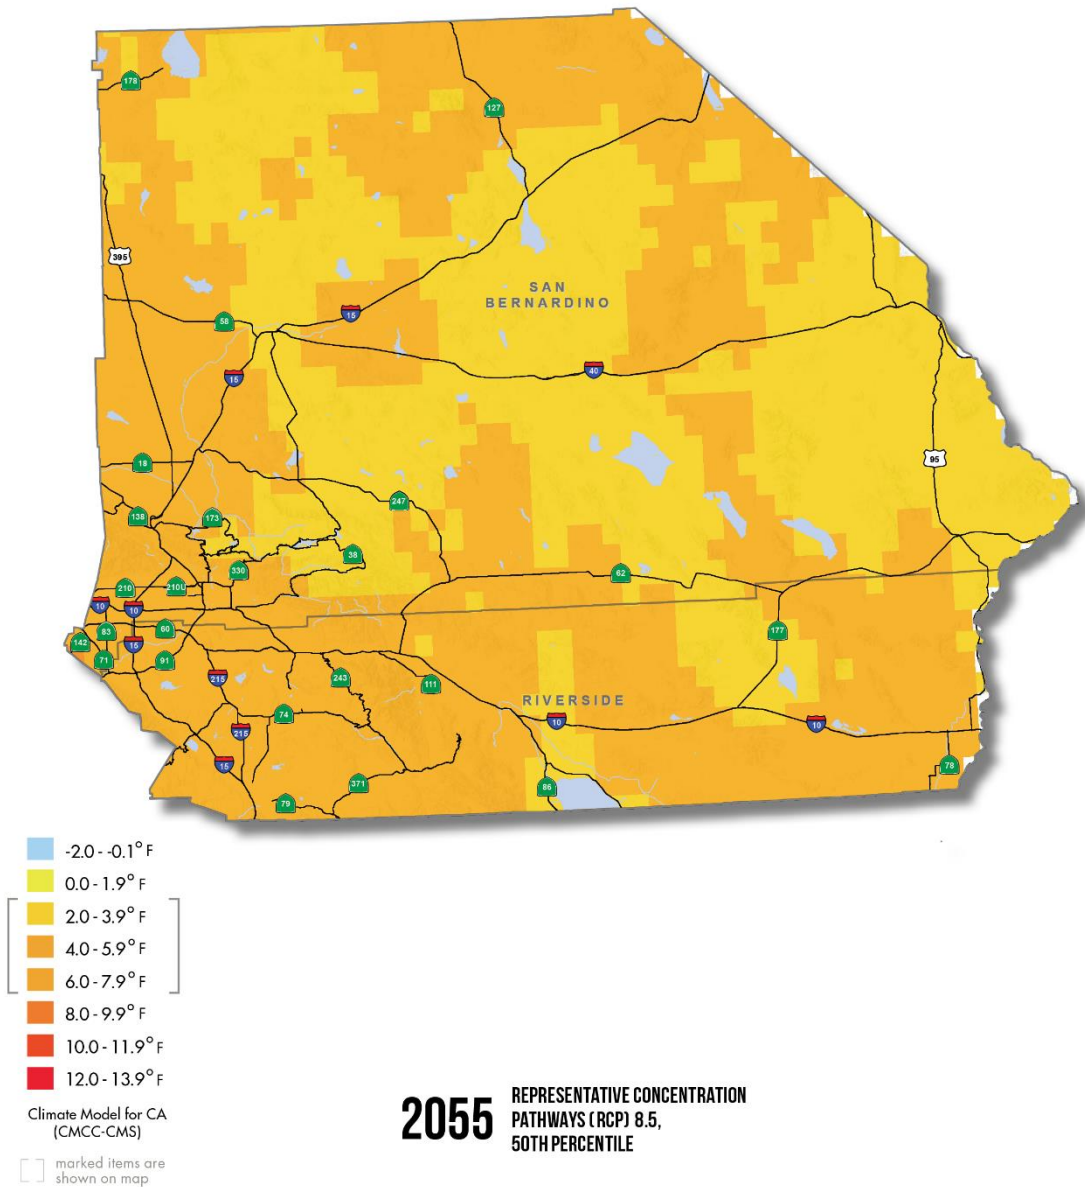 178
127
395
SAN
BERNARDINO
58
15
15
40
18
95
247
138
173
38
330
62
210
210U
10
10
83
60
142
177
71
15
91
215
243
111
RIVERSIDE
74
10
10
215
15
78
371
86
79
-2.0 - -0.1° F
0.0 - 1.9° F
2.0 - 3.9° F
4.0 - 5.9° F
6.0 - 7.9° F
8.0 - 9.9° F
10.0 - 11.9° F
12.0 - 13.9° F
Climate Model for CA
(CMCC-CMS)
marked items are
shown on map
2055
REPRESENTATIVE CONCENTRATION
PATHWAYS (RCP) 8.5,
50TH PERCENTILE